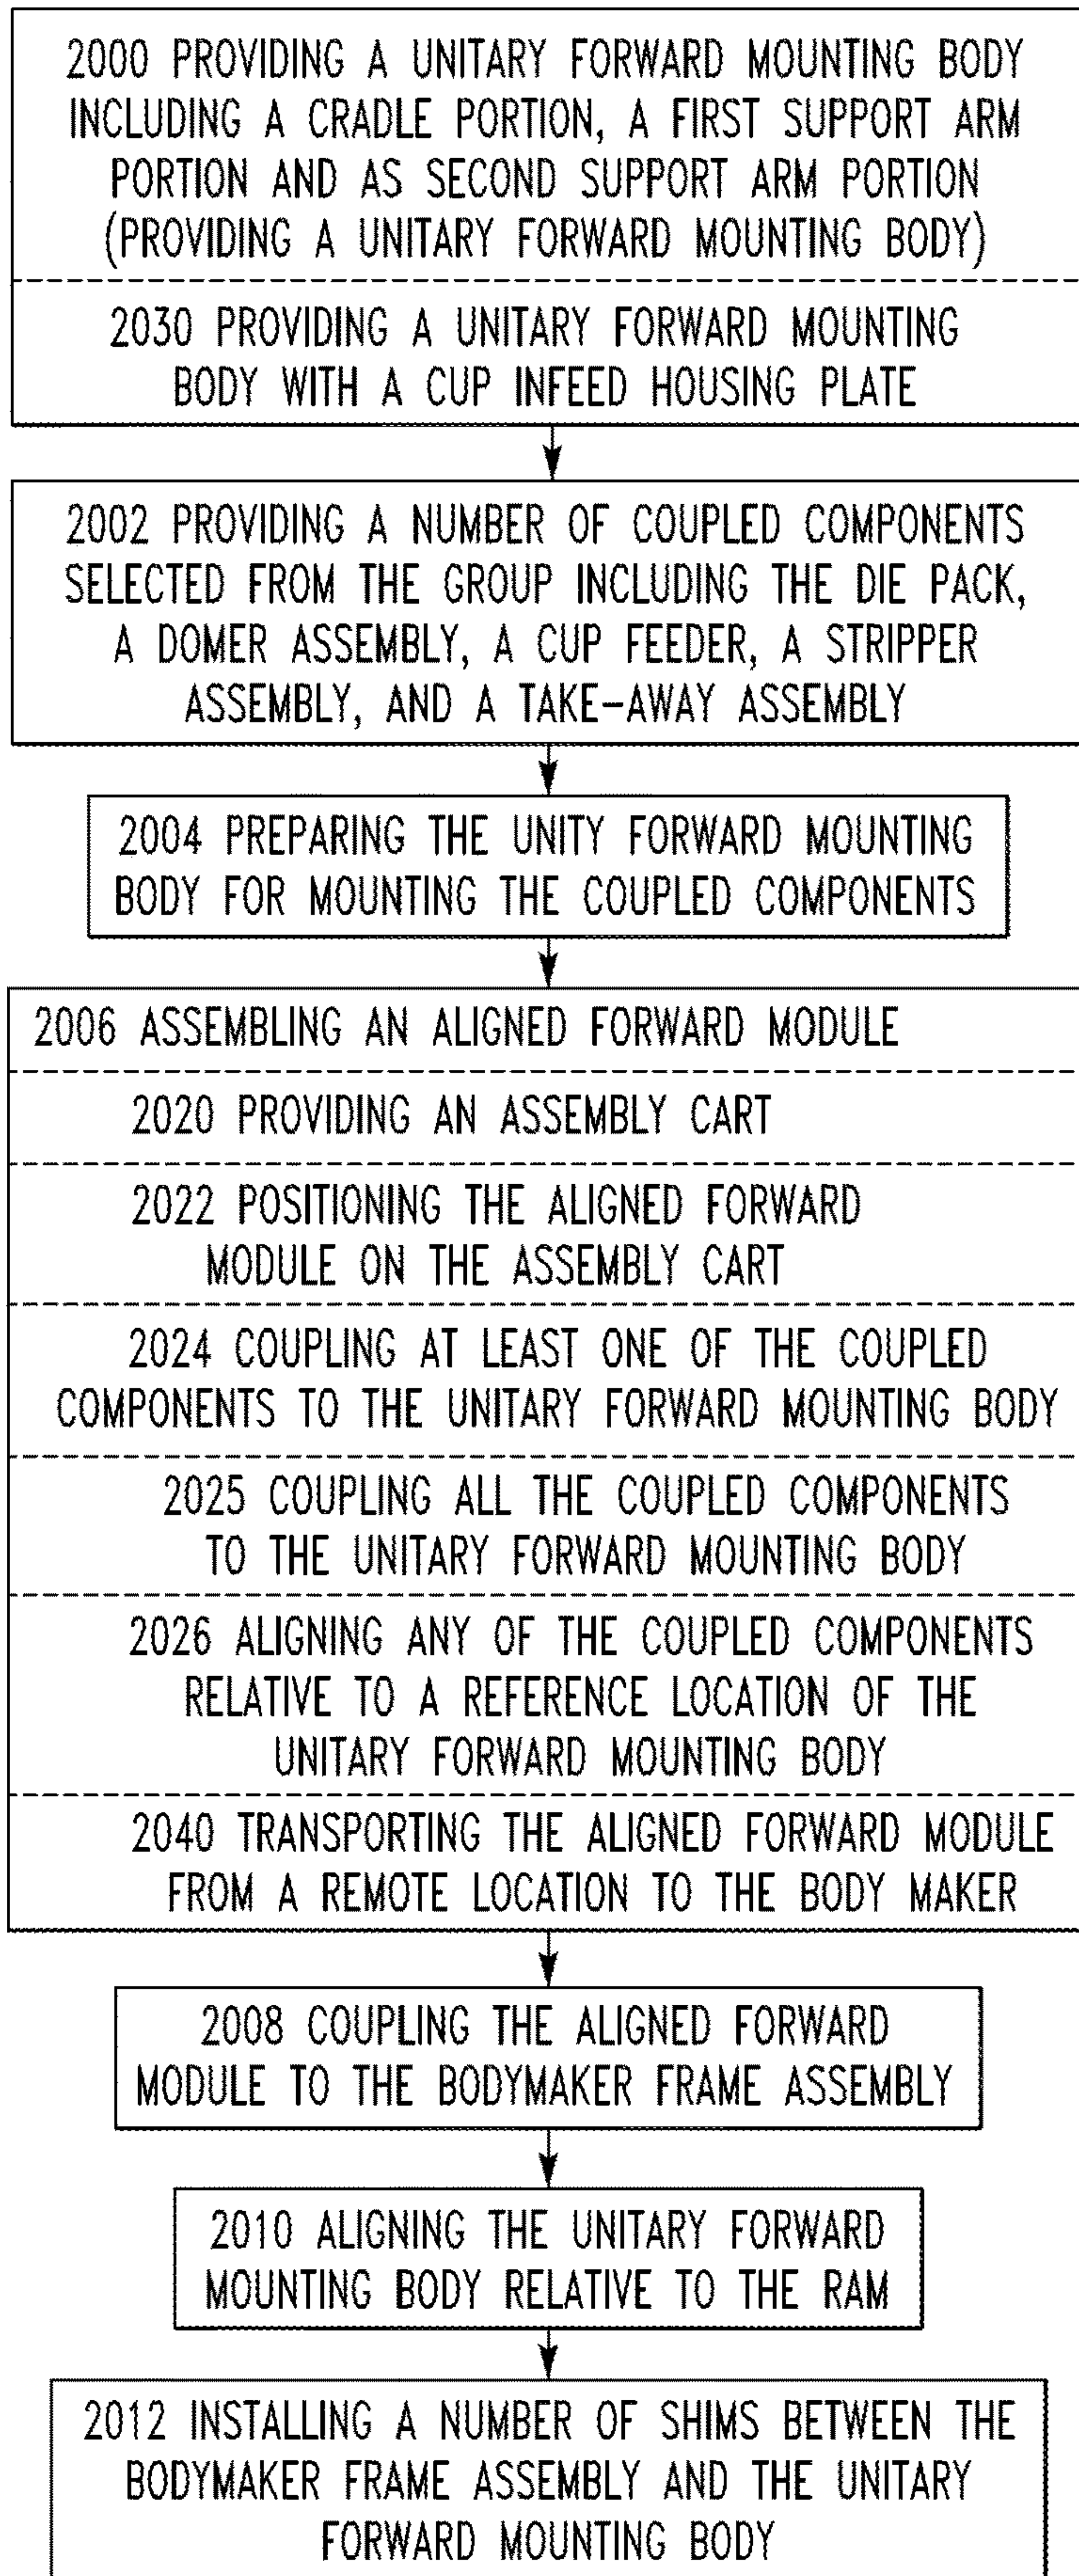 2000 PROVIDING A UNITARY FORWARD MOUNTING BODY
INCLUDING A CRADLE PORTION, A FIRST SUPPORT ARM
PORTION AND AS SECOND SUPPORT ARM PORTION
(PROVIDING A UNITARY FORWARD MOUNTING BODY)
2030 PROVIDING A UNITARY FORWARD MOUNTING
BODY WITH A CUP INFEED HOUSING PLATE
2002 PROVIDING A NUMBER OF COUPLED COMPONENTS
SELECTED FROM THE GROUP INCLUDING THE DIE PACK,
A DOMER ASSEMBLY, A CUP FEEDER, A STRIPPER
ASSEMBLY, AND A TAKE-AWAY ASSEMBLY
2004 PREPARING THE UNITY FORWARD MOUNTING
BODY FOR MOUNTING THE COUPLED COMPONENTS
2006 ASSEMBLING AN ALIGNED FORWARD MODULE
2020 PROVIDING AN ASSEMBLY CART
2022 POSITIONING THE ALIGNED FORWARD
MODULE ON THE ASSEMBLY CART
2024 COUPLING AT LEAST ONE OF THE COUPLED
COMPONENTS TO THE UNITARY FORWARD MOUNTING BODY
2025 COUPLING ALL THE COUPLED COMPONENTS
TO THE UNITARY FORWARD MOUNTING BODY
2026 ALIGNING ANY OF THE COUPLED COMPONENTS
RELATIVE TO A REFERENCE LOCATION OF THE
UNITARY FORWARD MOUNTING BODY
2040 TRANSPORTING THE ALIGNED FORWARD MODULE
FROM A REMOTE LOCATION TO THE BODY MAKER
2008 COUPLING THE ALIGNED FORWARD
MODULE TO THE BODYMAKER FRAME ASSEMBLY
2010 ALIGNING THE UNITARY FORWARD
MOUNTING BODY RELATIVE TO THE RAM
2012 INSTALLING A NUMBER OF SHIMS BETWEEN THE
BODYMAKER FRAME ASSEMBLY AND THE UNITARY
FORWARD MOUNTING BODY